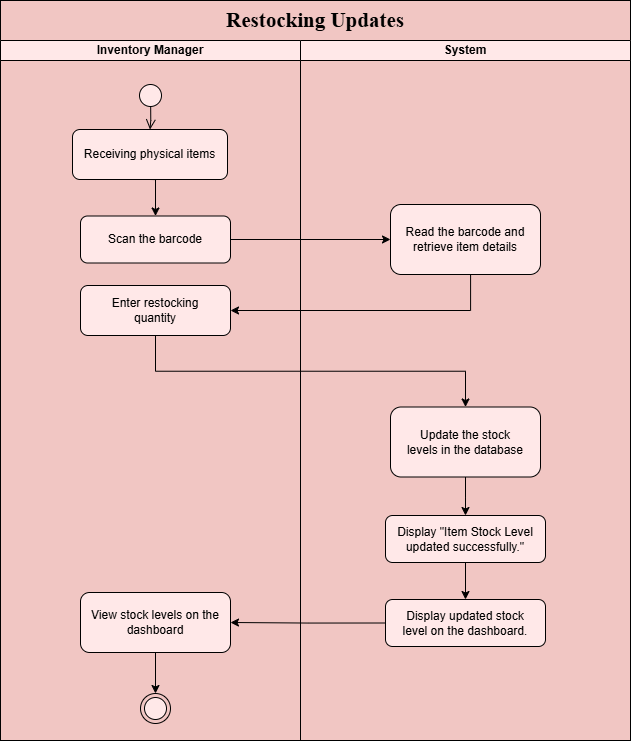 Restocking Updates
Inventory Manager
System
Receiving physical items
Scan the barcode
Read the barcode and
retrieve item details
Enter restocking
quantity
Update the stock
levels in the database
Display "Item Stock Level
updated successfully."
Display updated stock
level on the dashboard.
View stock levels on the
dashboard